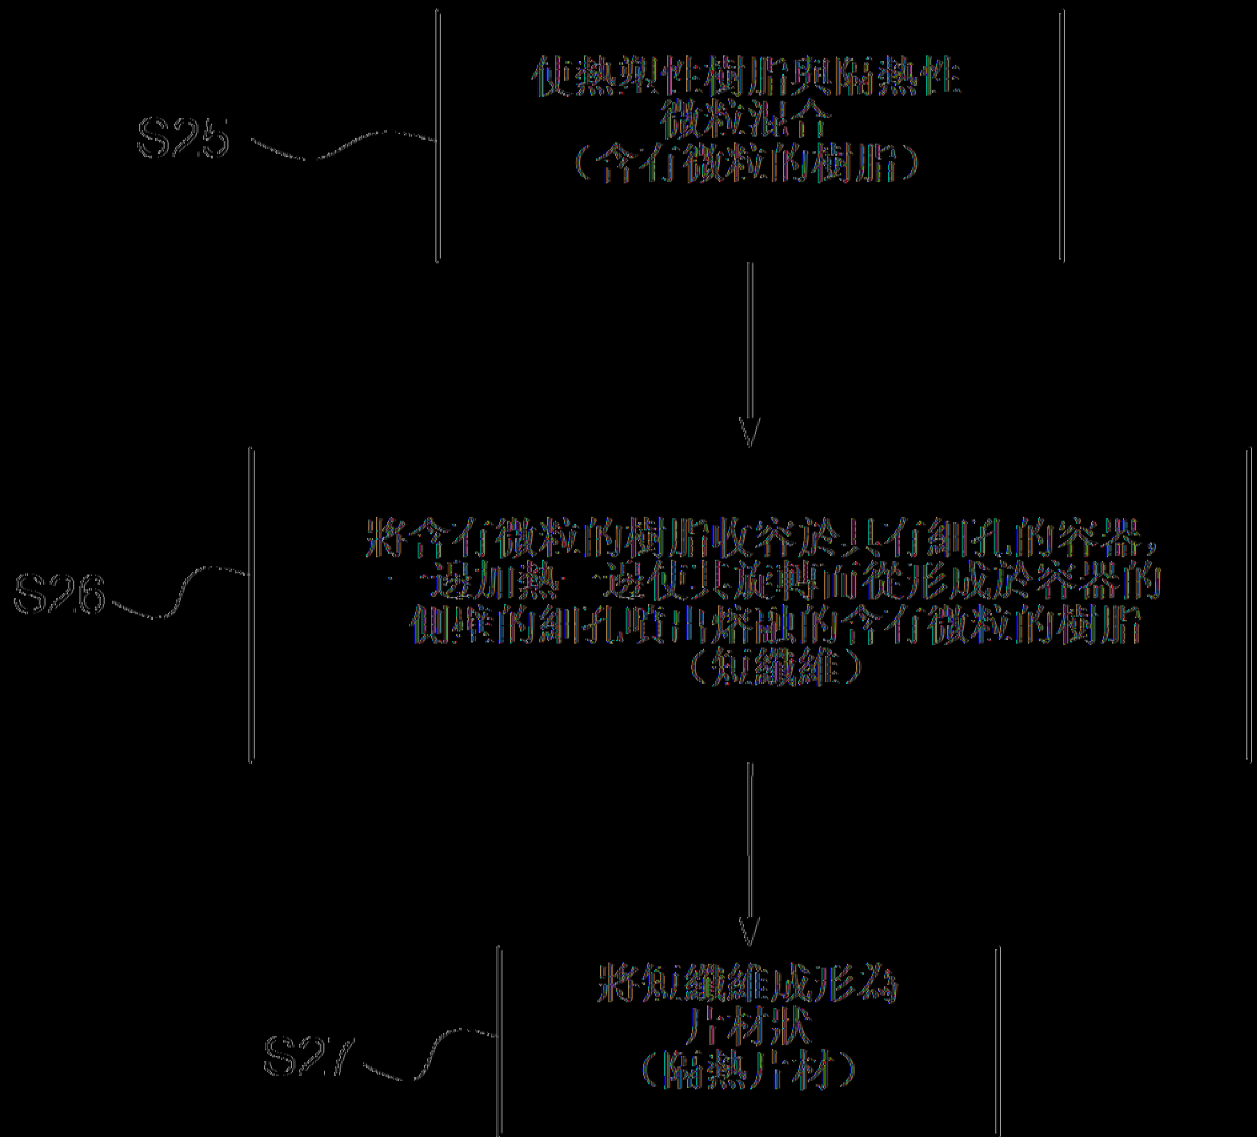 S25
使熱塑性樹脂與隔熱性
微粒混合
(含有微粒的樹脂)
S26
將含有微粒的樹脂收容於具有細孔的容器,
一邊加熱一邊使其旋轉而從形成於容器的
側壁的細孔噴出熔融的含有微粒的樹脂
(短纖維)
S27
將短纖維成形為
片材狀
(隔熱片材)